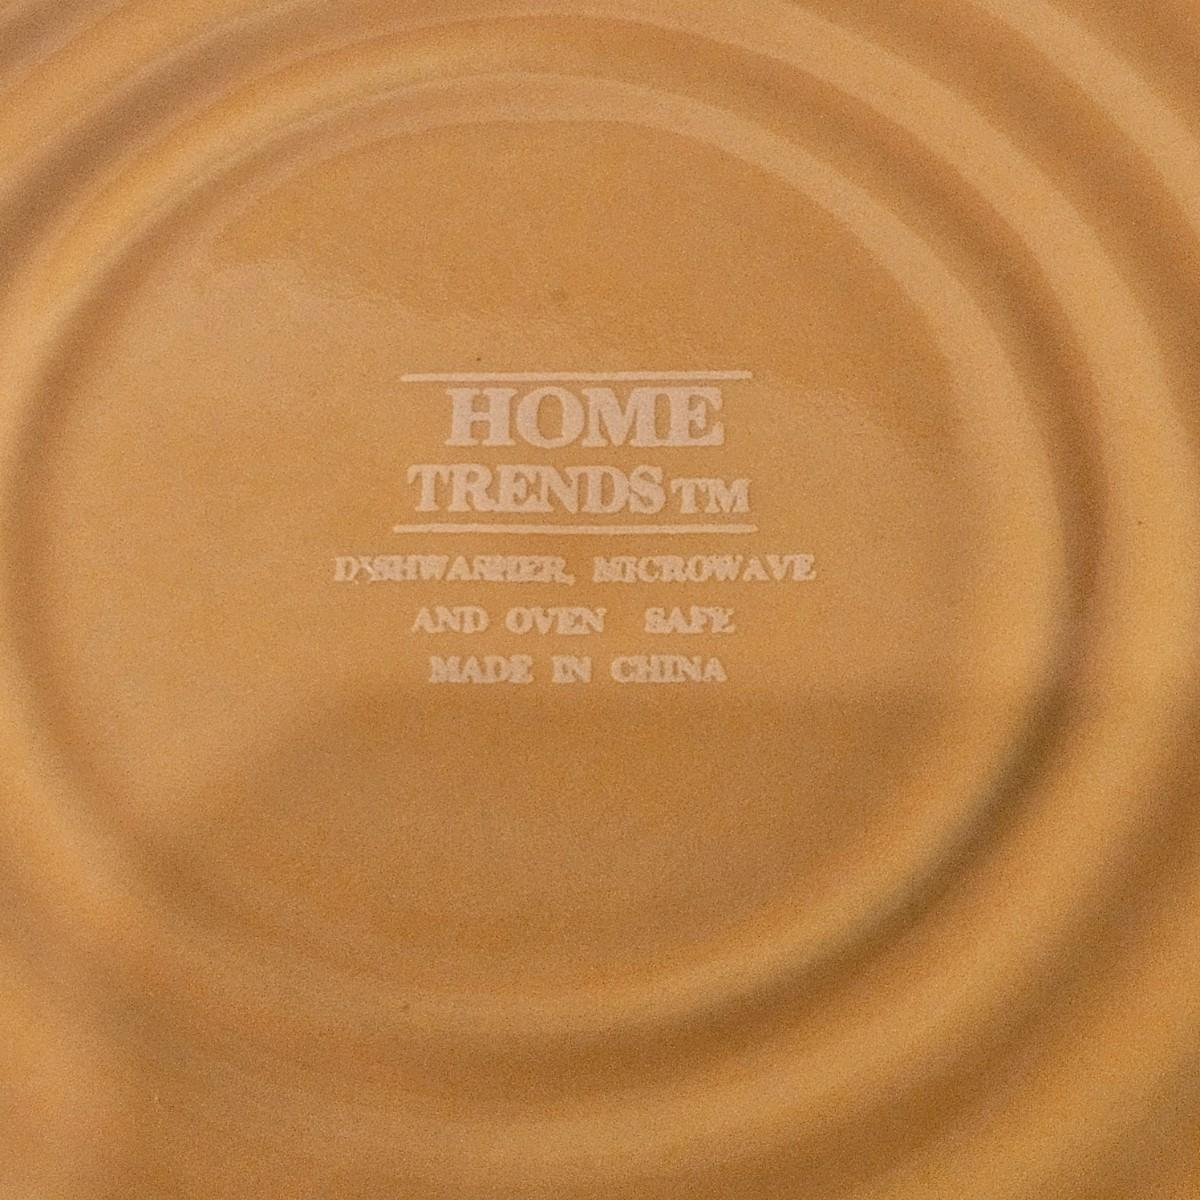 HOME
TRENDS TM
DISHWASHER, MICROWAVE
AND OVEN SAFE
MADE IN CHINA